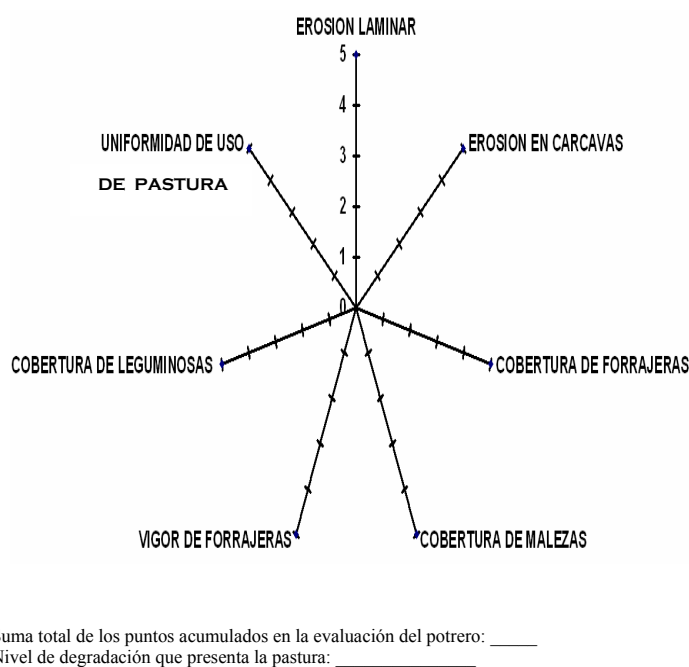 EROSION LAMINAR
5
4
UNIFORMIDAD DE USO
DE PASTURA
EROSION EN CARCAVAS
3
2
1
0
COBERTURA DE LEGUMINOSAS
COBERTURA DE FORRAJERAS
VIGOR DE FORRAJERAS
COBERTURA DE MALEZAS
uma total de los puntos acumulados en la evaluación del potrero: _____
Nivel de degradación que presenta la pastura: ________________